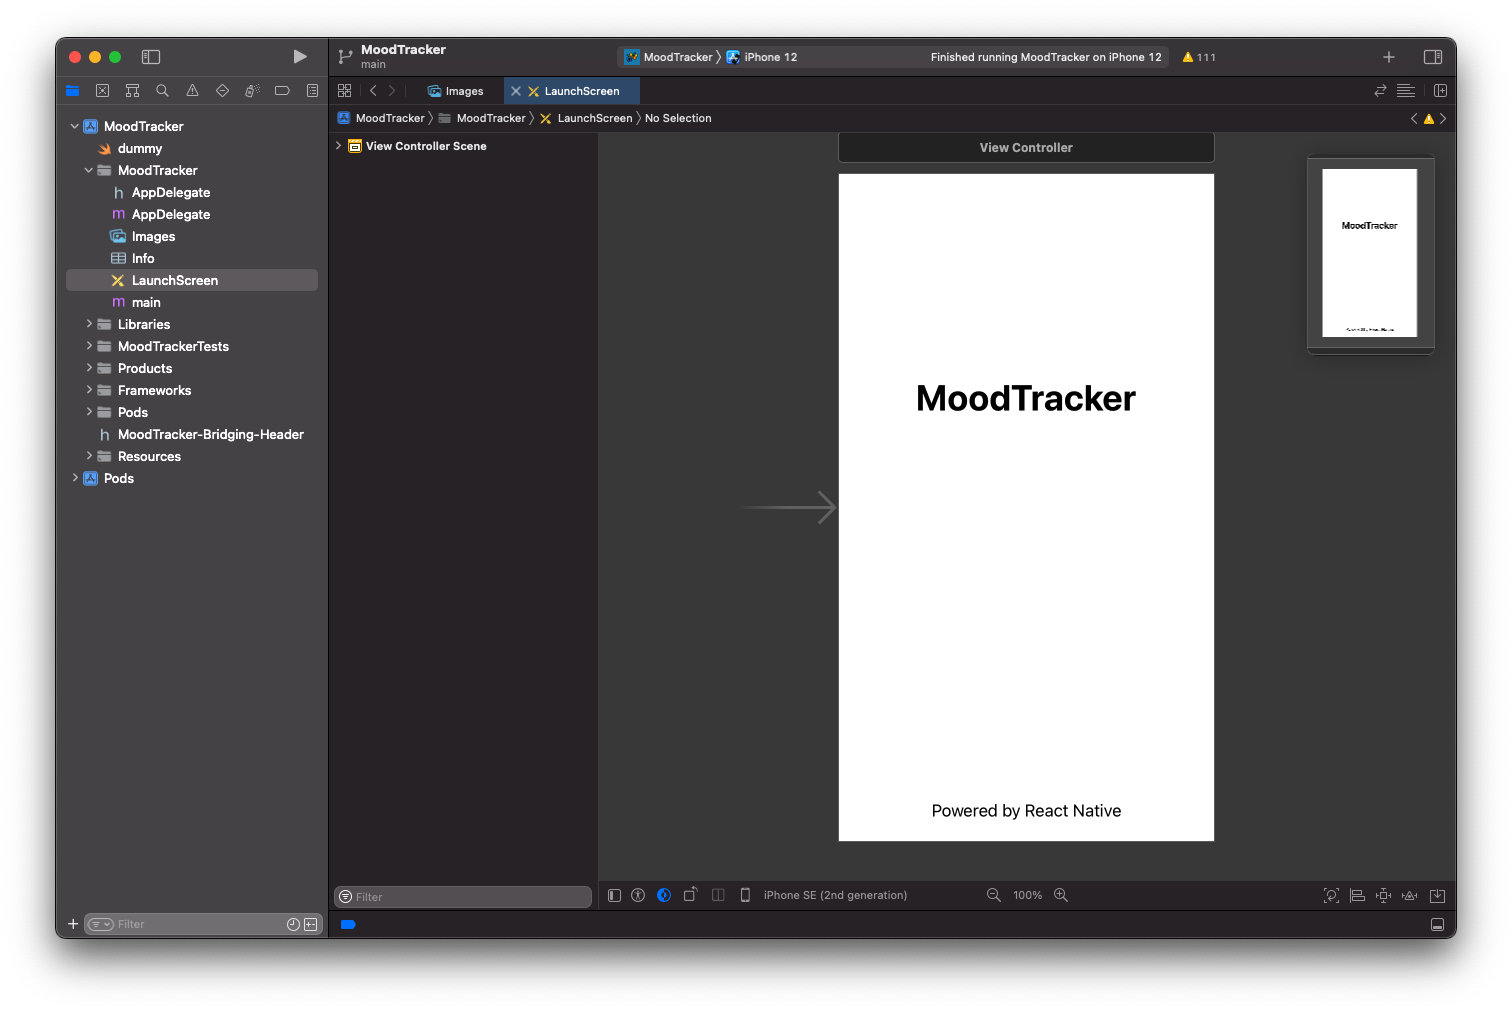 MoodTracker
main
MoodTracker
iPhone 12
Finished running MoodTracker on iPhone 12
111
Images
LaunchScreen
MoodTracker
MoodTracker
LaunchScreen
No Selection
MoodTracker
dummy
MoodTracker
h AppDelegate
m AppDelegate
Images
Info
LaunchScreen
m main
Libraries
MoodTrackerTests
Products
Frameworks
Pods
h MoodTracker-Bridging-Header
Resources
Pods
View Controller Scene
View Controller
MoodTracker
Powered by React Native
MoodTracker
Filter
iPhone SE (2nd generation)
100%
Filter